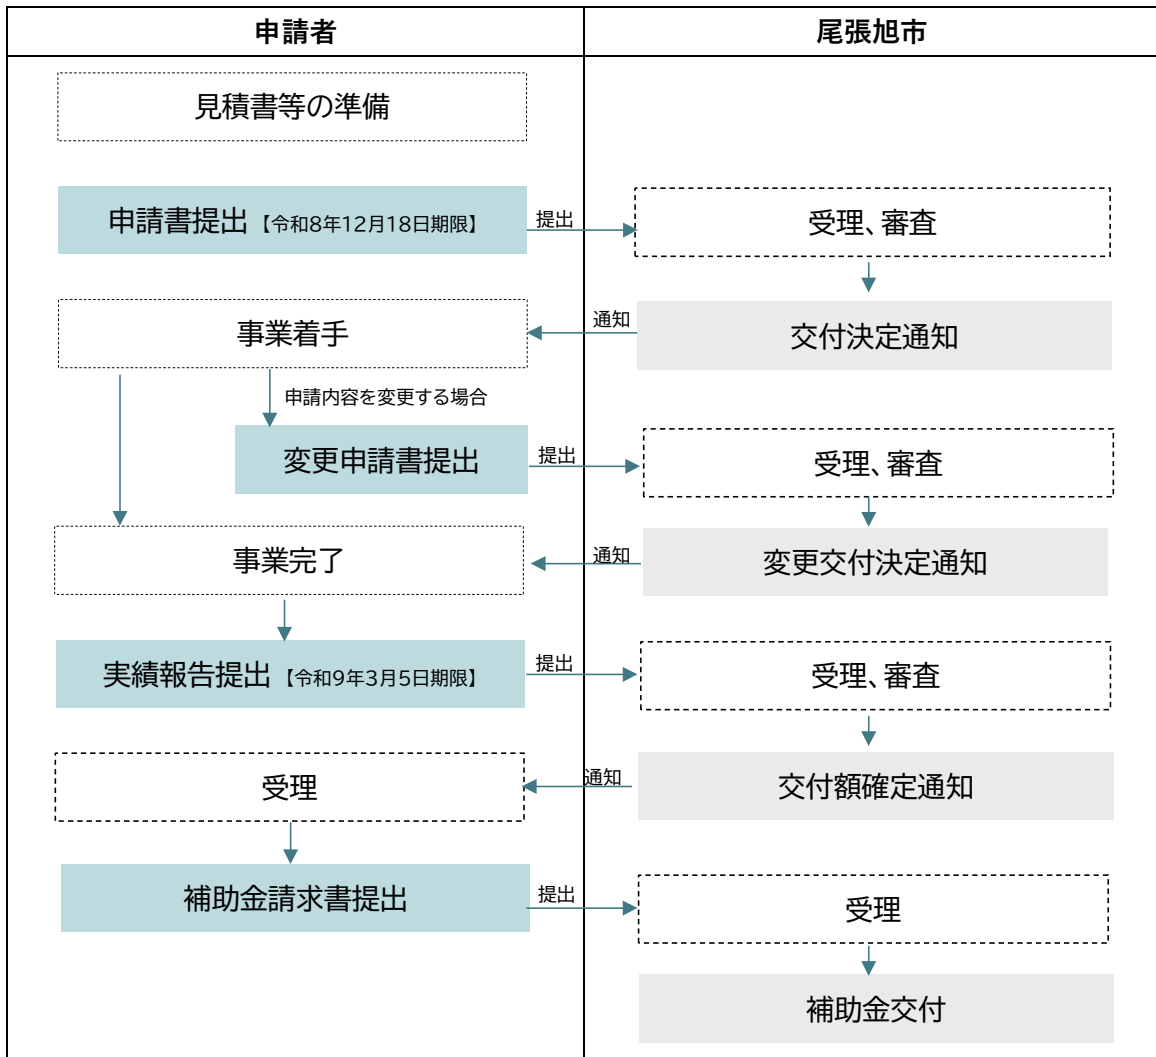 申請者
尾張旭市
見積書等の準備
申請書提出【令和8年12月18日期限】
提出
受理、審査
事業着手
通知
交付決定通知
申請内容を変更する場合
変更申請書提出
提出
受理、審査
事業完了
通知
変更交付決定通知
実績報告提出【令和9年3月5日期限】
提出
受理、審査
受理
通知
交付額確定通知
補助金請求書提出
提出
受理
補助金交付